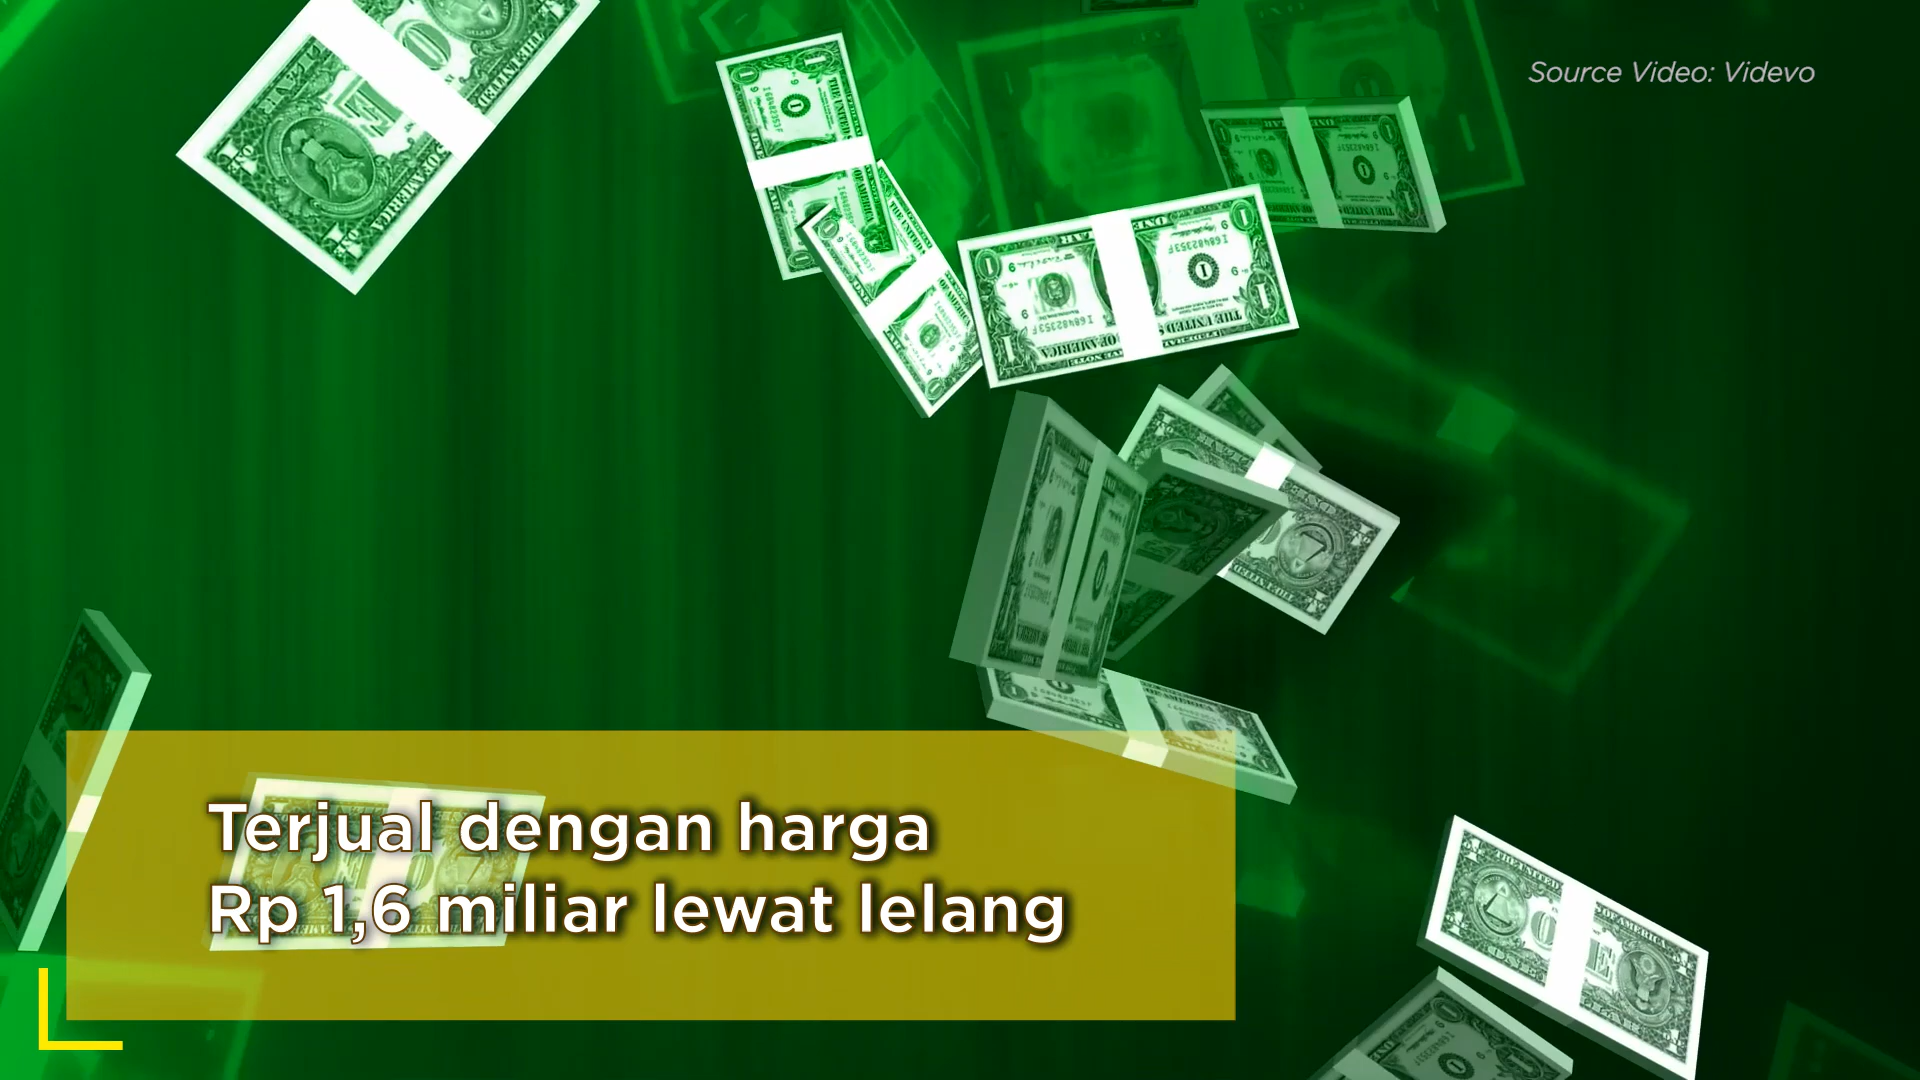 Source Video: Videvo
Terjual dengan harga
Rp 1,6 miliar lewat lelang